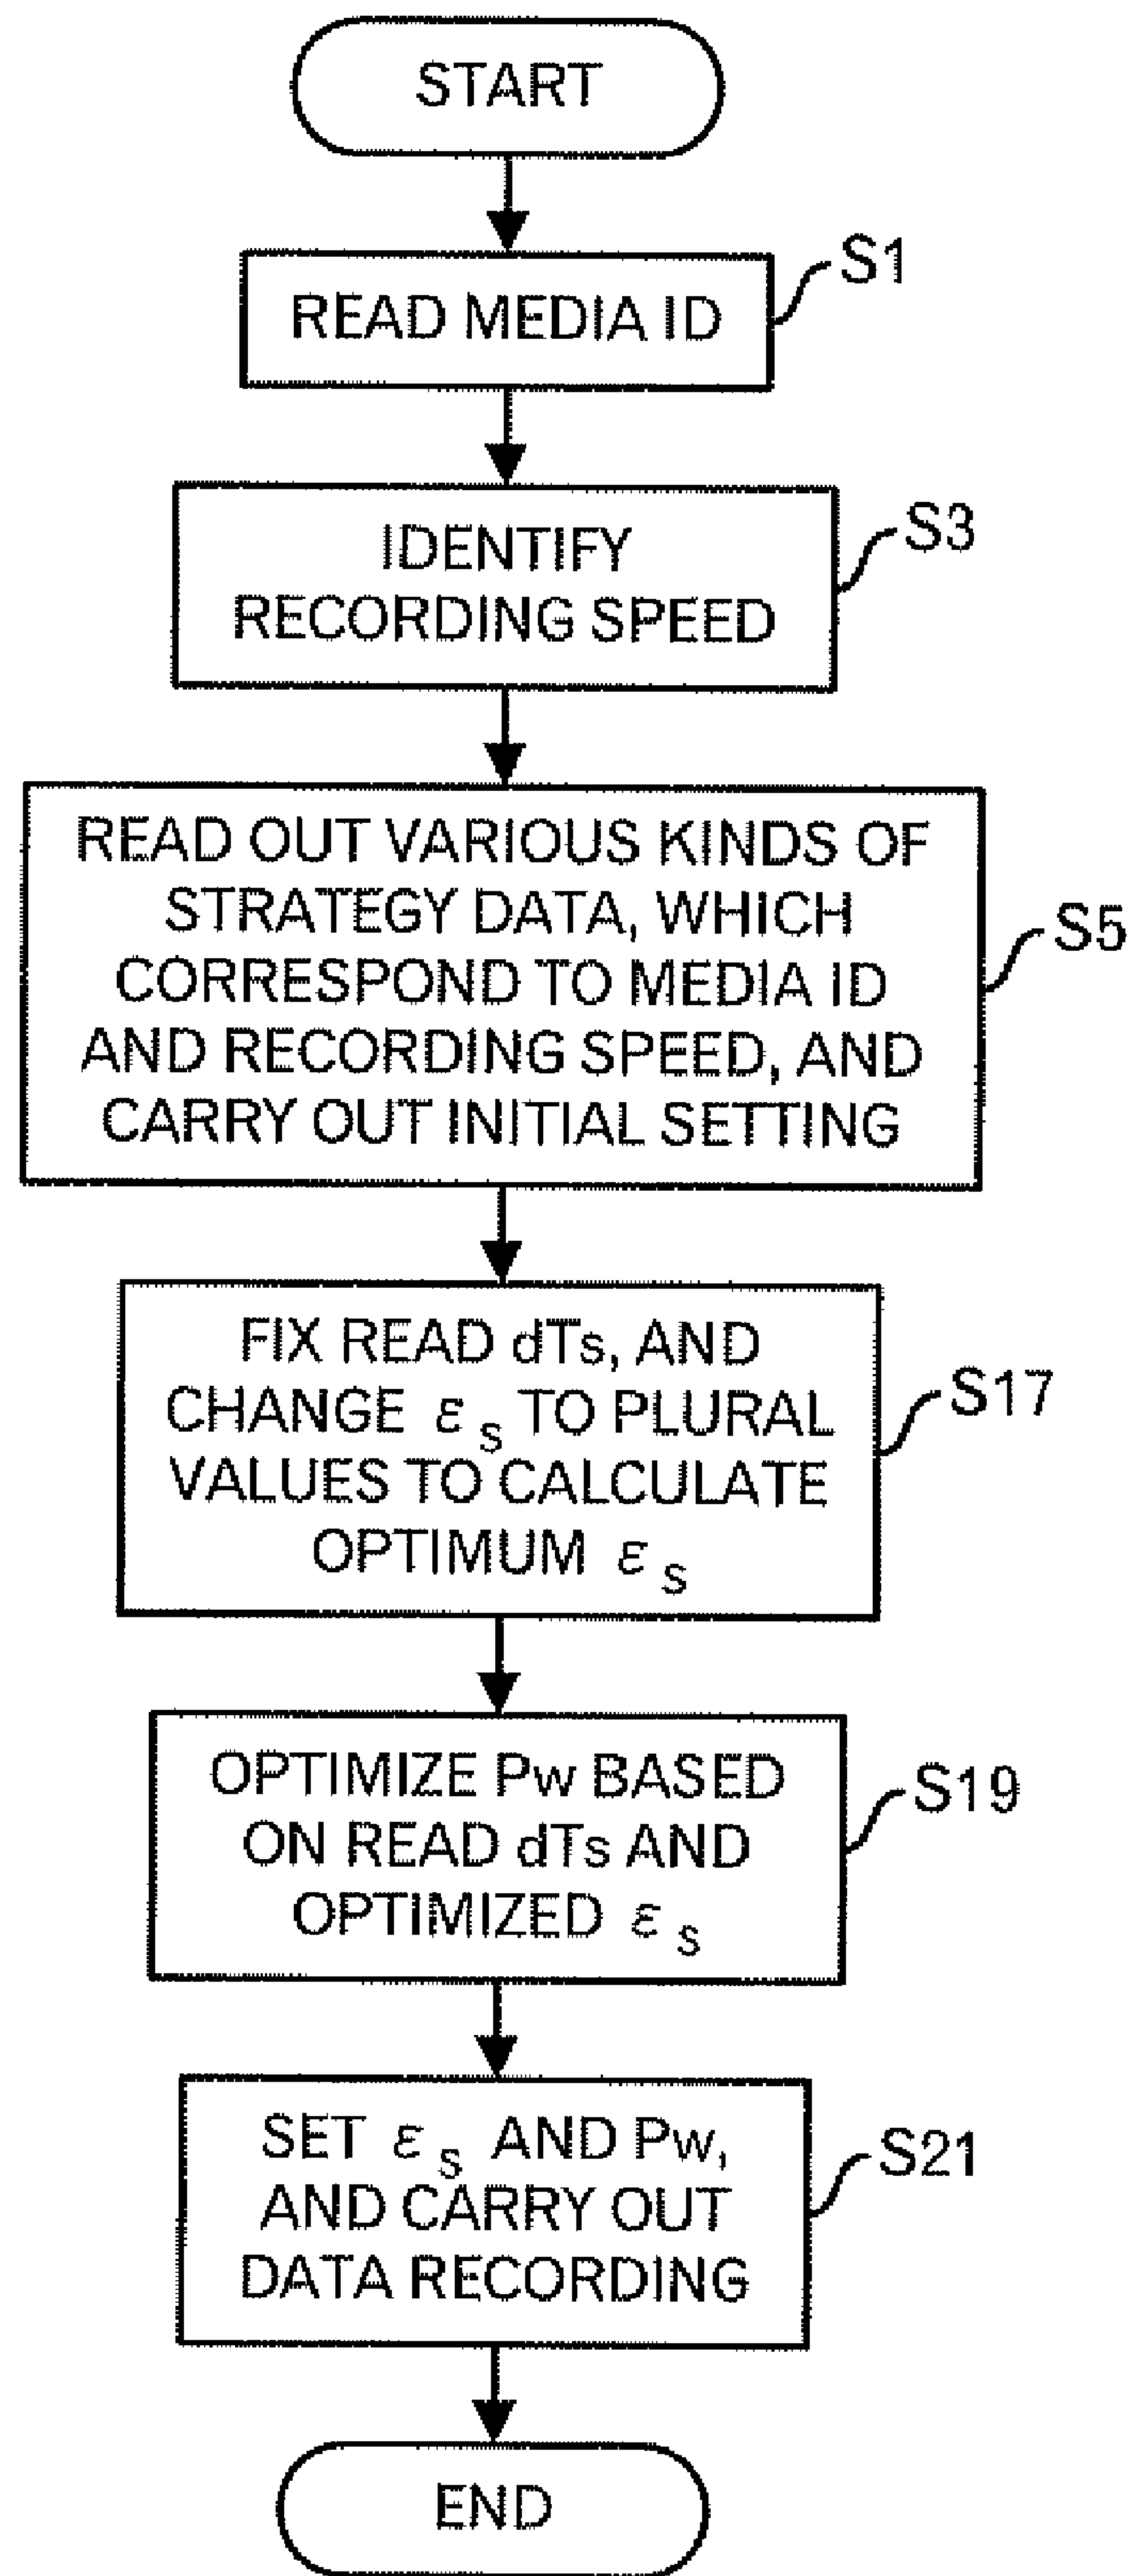 START
S1
READ MEDIA ID
S3
IDENTIFY
RECORDING SPEED
READ OUT VARIOUS KINDS OF
STRATEGY DATA, WHICH
CORRESPOND TO MEDIA ID
AND RECORDING SPEED, AND
CARRY OUT INITIAL SETTING
S5
FIX READ dTs, AND
CHANGE εs TO PLURAL
VALUES TO CALCULATE
OPTIMUM εs
S17
OPTIMIZE Pw BASED
ON READ dTs AND
OPTIMIZED εs
S19
SET εs AND Pw,
AND CARRY OUT
DATA RECORDING
S21
END